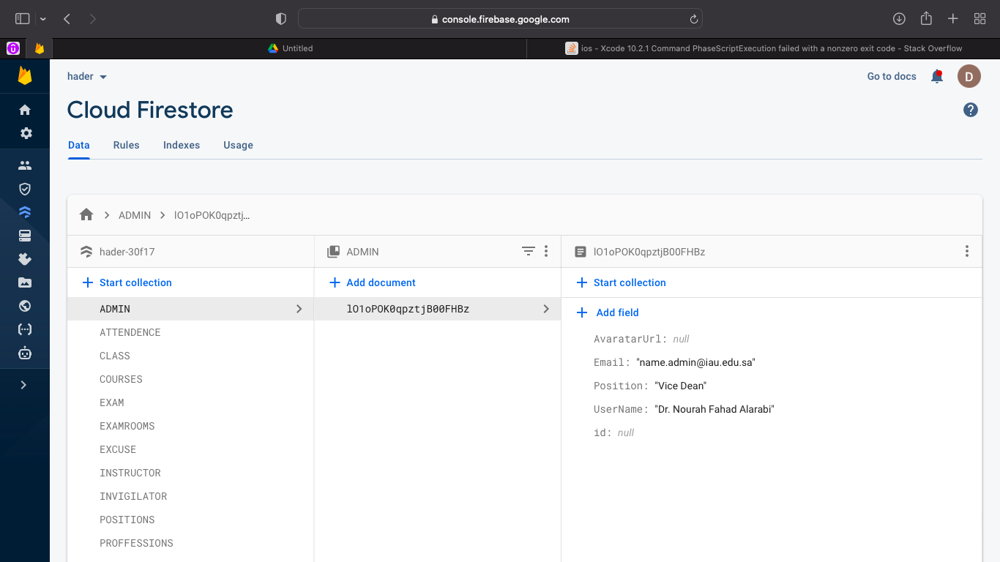 console.firebase.google.com
Untitled
ios - Xcode 10.2.1 Command PhaseScriptExecution failed with a nonzero exit code - Stack Overflow
hader
Go to docs
D
Cloud Firestore
?
Data Rules Indexes Usage
ADMIN lO1oPOK0qpztj...
hader-30f17
ADMIN
lO1oPOK0qpztjB00FHBz
Start collection
Add document
Start collection
ADMIN
lO1oPOK0qpztjB00FHBz
Add field
ATTENDENCE
AvaratarUrl: null
CLASS
Email: "name.admin@iau.edu.sa"
COURSES
Position: "Vice Dean"
EXAM
UserName: "Dr. Nourah Fahad Alarabi"
EXAMROOMS
id: null
EXCUSE
INSTRUCTOR
INVIGILATOR
POSITIONS
PROFFESSIONS